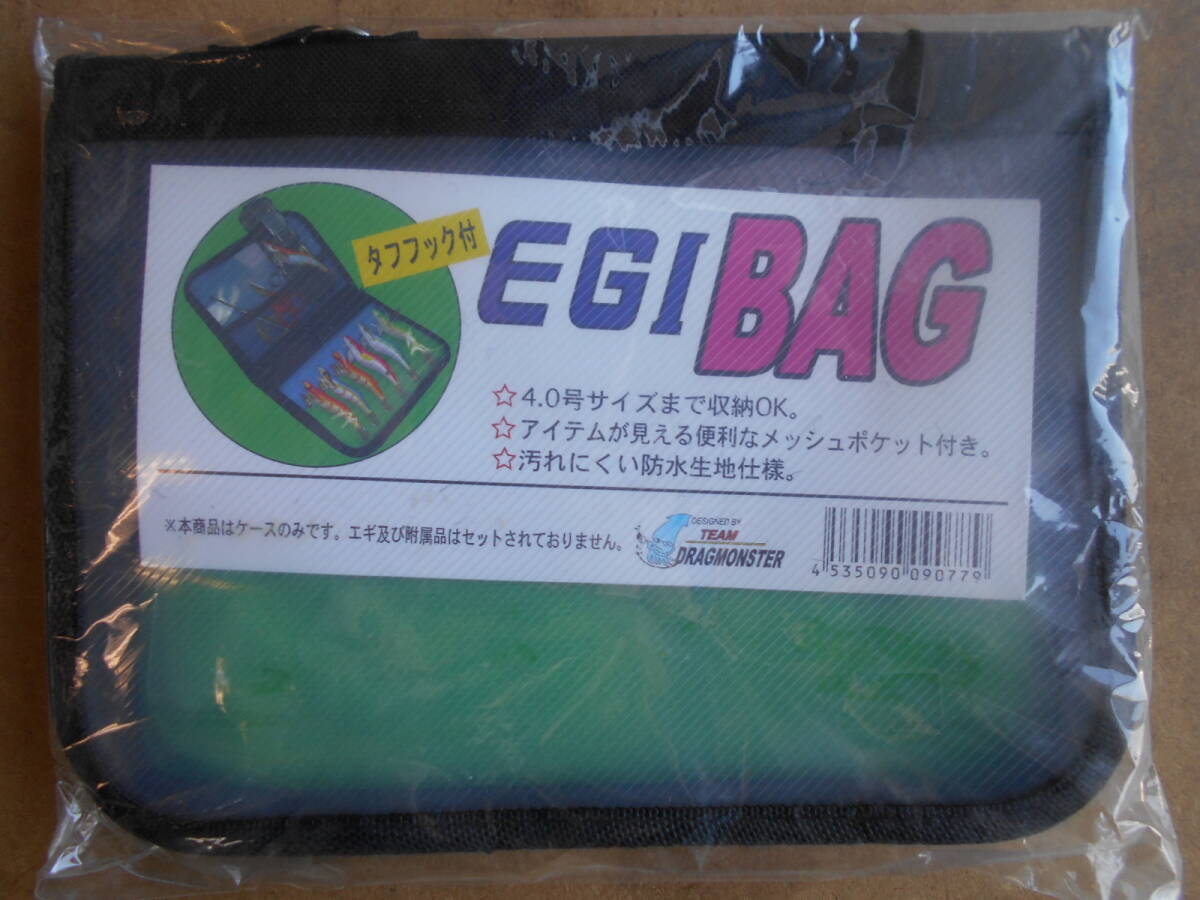 タフフック付
EGI BAG
☆4.0号サイズまで収納OK。
☆アイテムが見える便利なメッシュポケット付き。
☆汚れにくい防水生地仕様。
※本商品はケースのみです。エギ及び附属品はセットされておりません。
DESIGNED BY
TEAM
DRAGMONSTER
4 535090 090779